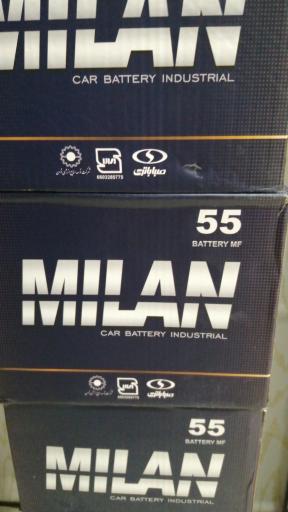 MILAN
CAR BATTERY INDUSTRIAL
6603285775
صبا باتری
55
BATTERY MF
MILAN
CAR BATTERY INDUSTRIAL
صبا باتری
55
BATTERY MF
MILAN
CAR BATTERY INDUSTRIAL